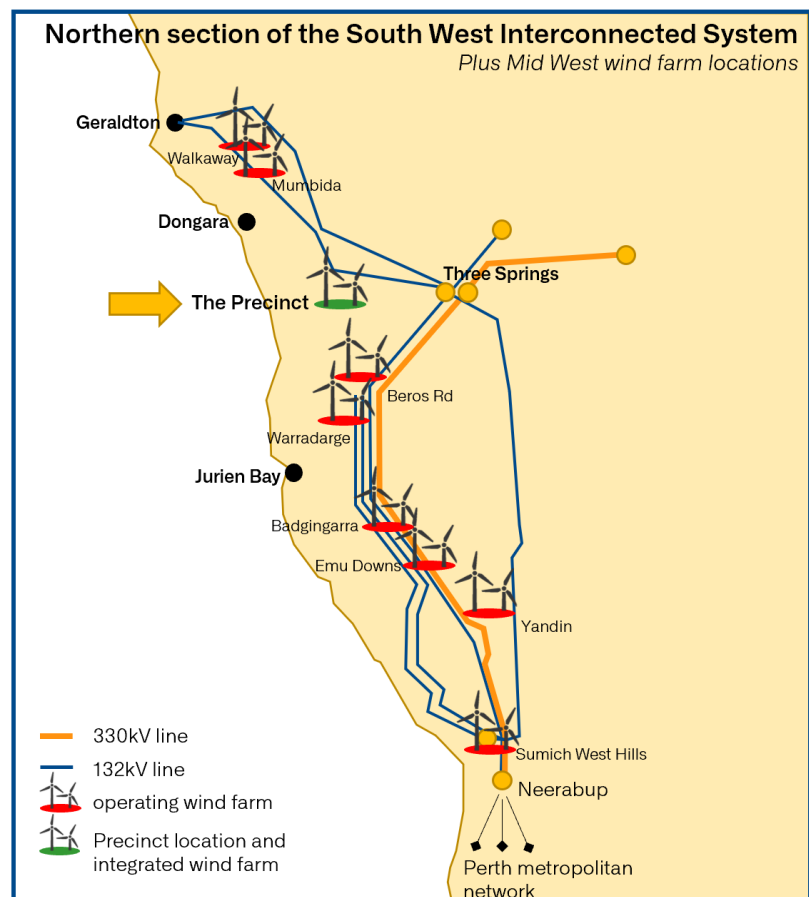 Northern section of the South West Interconnected System
Plus Mid West wind farm locations
Geraldton
Walkaway
Mumbida
Dongara
Three Springs
The Precinct
Beros Rd
Warradarge
Jurien Bay
Badgingarra
Emu Downs
Yandin
330kV line
Sumich West Hills
132kV line
Neerabup
operating wind farm
Precinct location and
integrated wind farm
Perth metropolitan
network